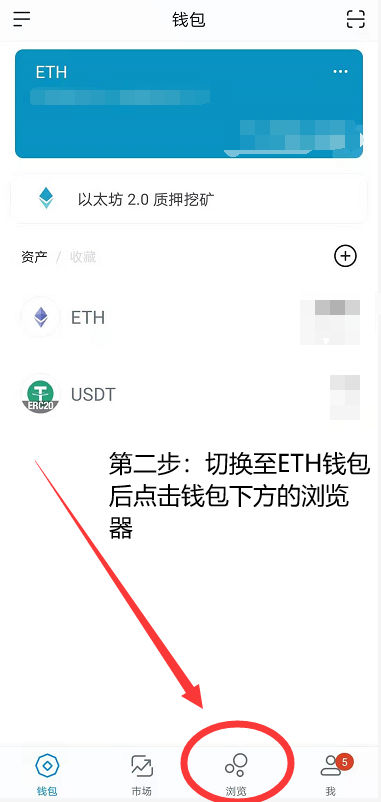 钱包
ETH
以太坊 2.0 质押挖矿
资产 / 收藏
ETH
USDT
ERC20
第二步：切换至ETH钱包
后点击钱包下方的浏览
器
5
钱包 市场 浏览 我